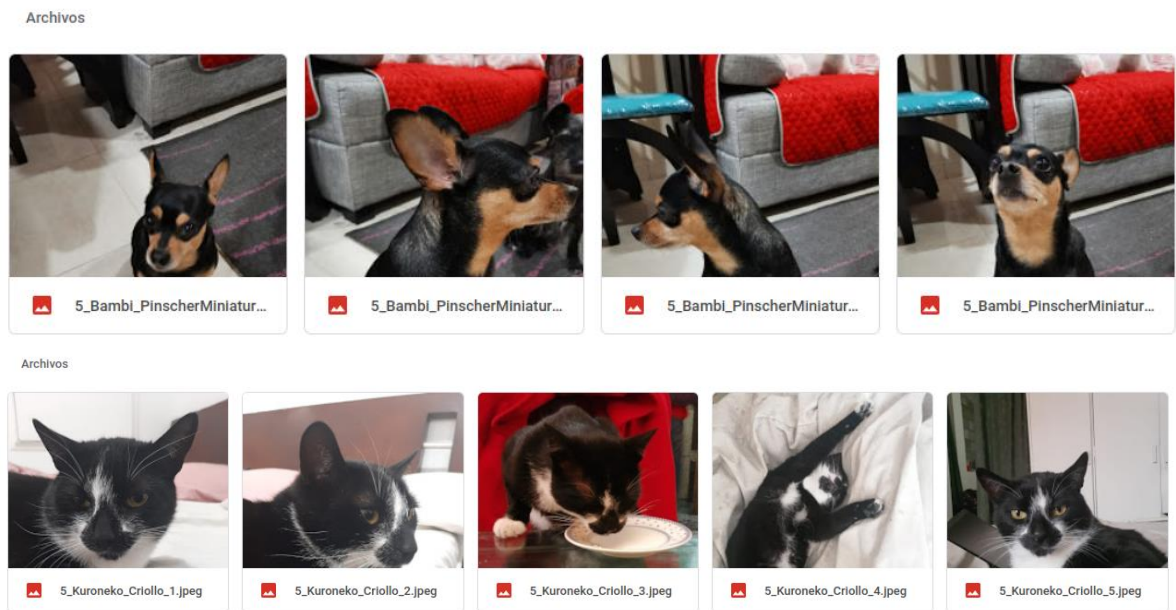 Archivos
5_Bambi_PinscherMiniatur...
5_Bambi_PinscherMiniatur...
5_Bambi_PinscherMiniatur...
5_Bambi_PinscherMiniatur...
Archivos
5_Kuroneko_Criollo_1.jpeg
5_Kuroneko_Criollo_2.jpeg
5_Kuroneko_Criollo_3.jpeg
5_Kuroneko_Criollo_4.jpeg
5_Kuroneko_Criollo_5.jpeg